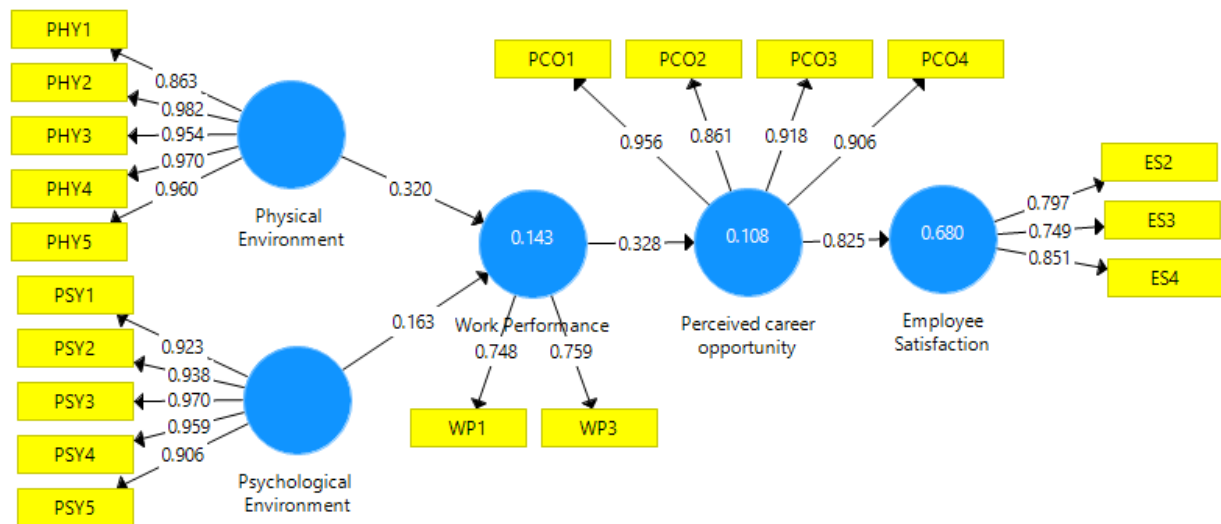 PHY1
PHY2
PHY3
PHY4
PHY5
0.863
0.982
0.954
0.970
0.960
Physical
Environment
0.320
PSY1
PSY2
PSY3
PSY4
PSY5
0.923
0.938
0.970
0.959
0.906
Psychological
Environment
0.163
0.143
Work Performance
0.748
0.759
WP1
WP3
0.328
PCO1
PCO2
PCO3
PCO4
0.956
0.861
0.918
0.906
0.108
Perceived career
opportunity
0.825
0.680
Employee
Satisfaction
0.797
0.749
0.851
ES2
ES3
ES4